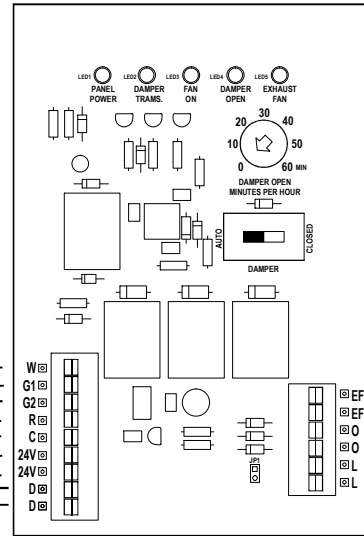 LED1 LED2 LED3 LED4 LED5
PANEL POWER
DAMPER TRAMS.
FAN ON
DAMPER OPEN
EXHAUST FAN
0 10 20 30 40 50 60 MIN
DAMPER OPEN
MINUTES PER HOUR
AUTO
CLOSED
DAMPER
W
G1
G2
R
C
24V
24V
D
D
JP1
EF
EF
O
O
L
L